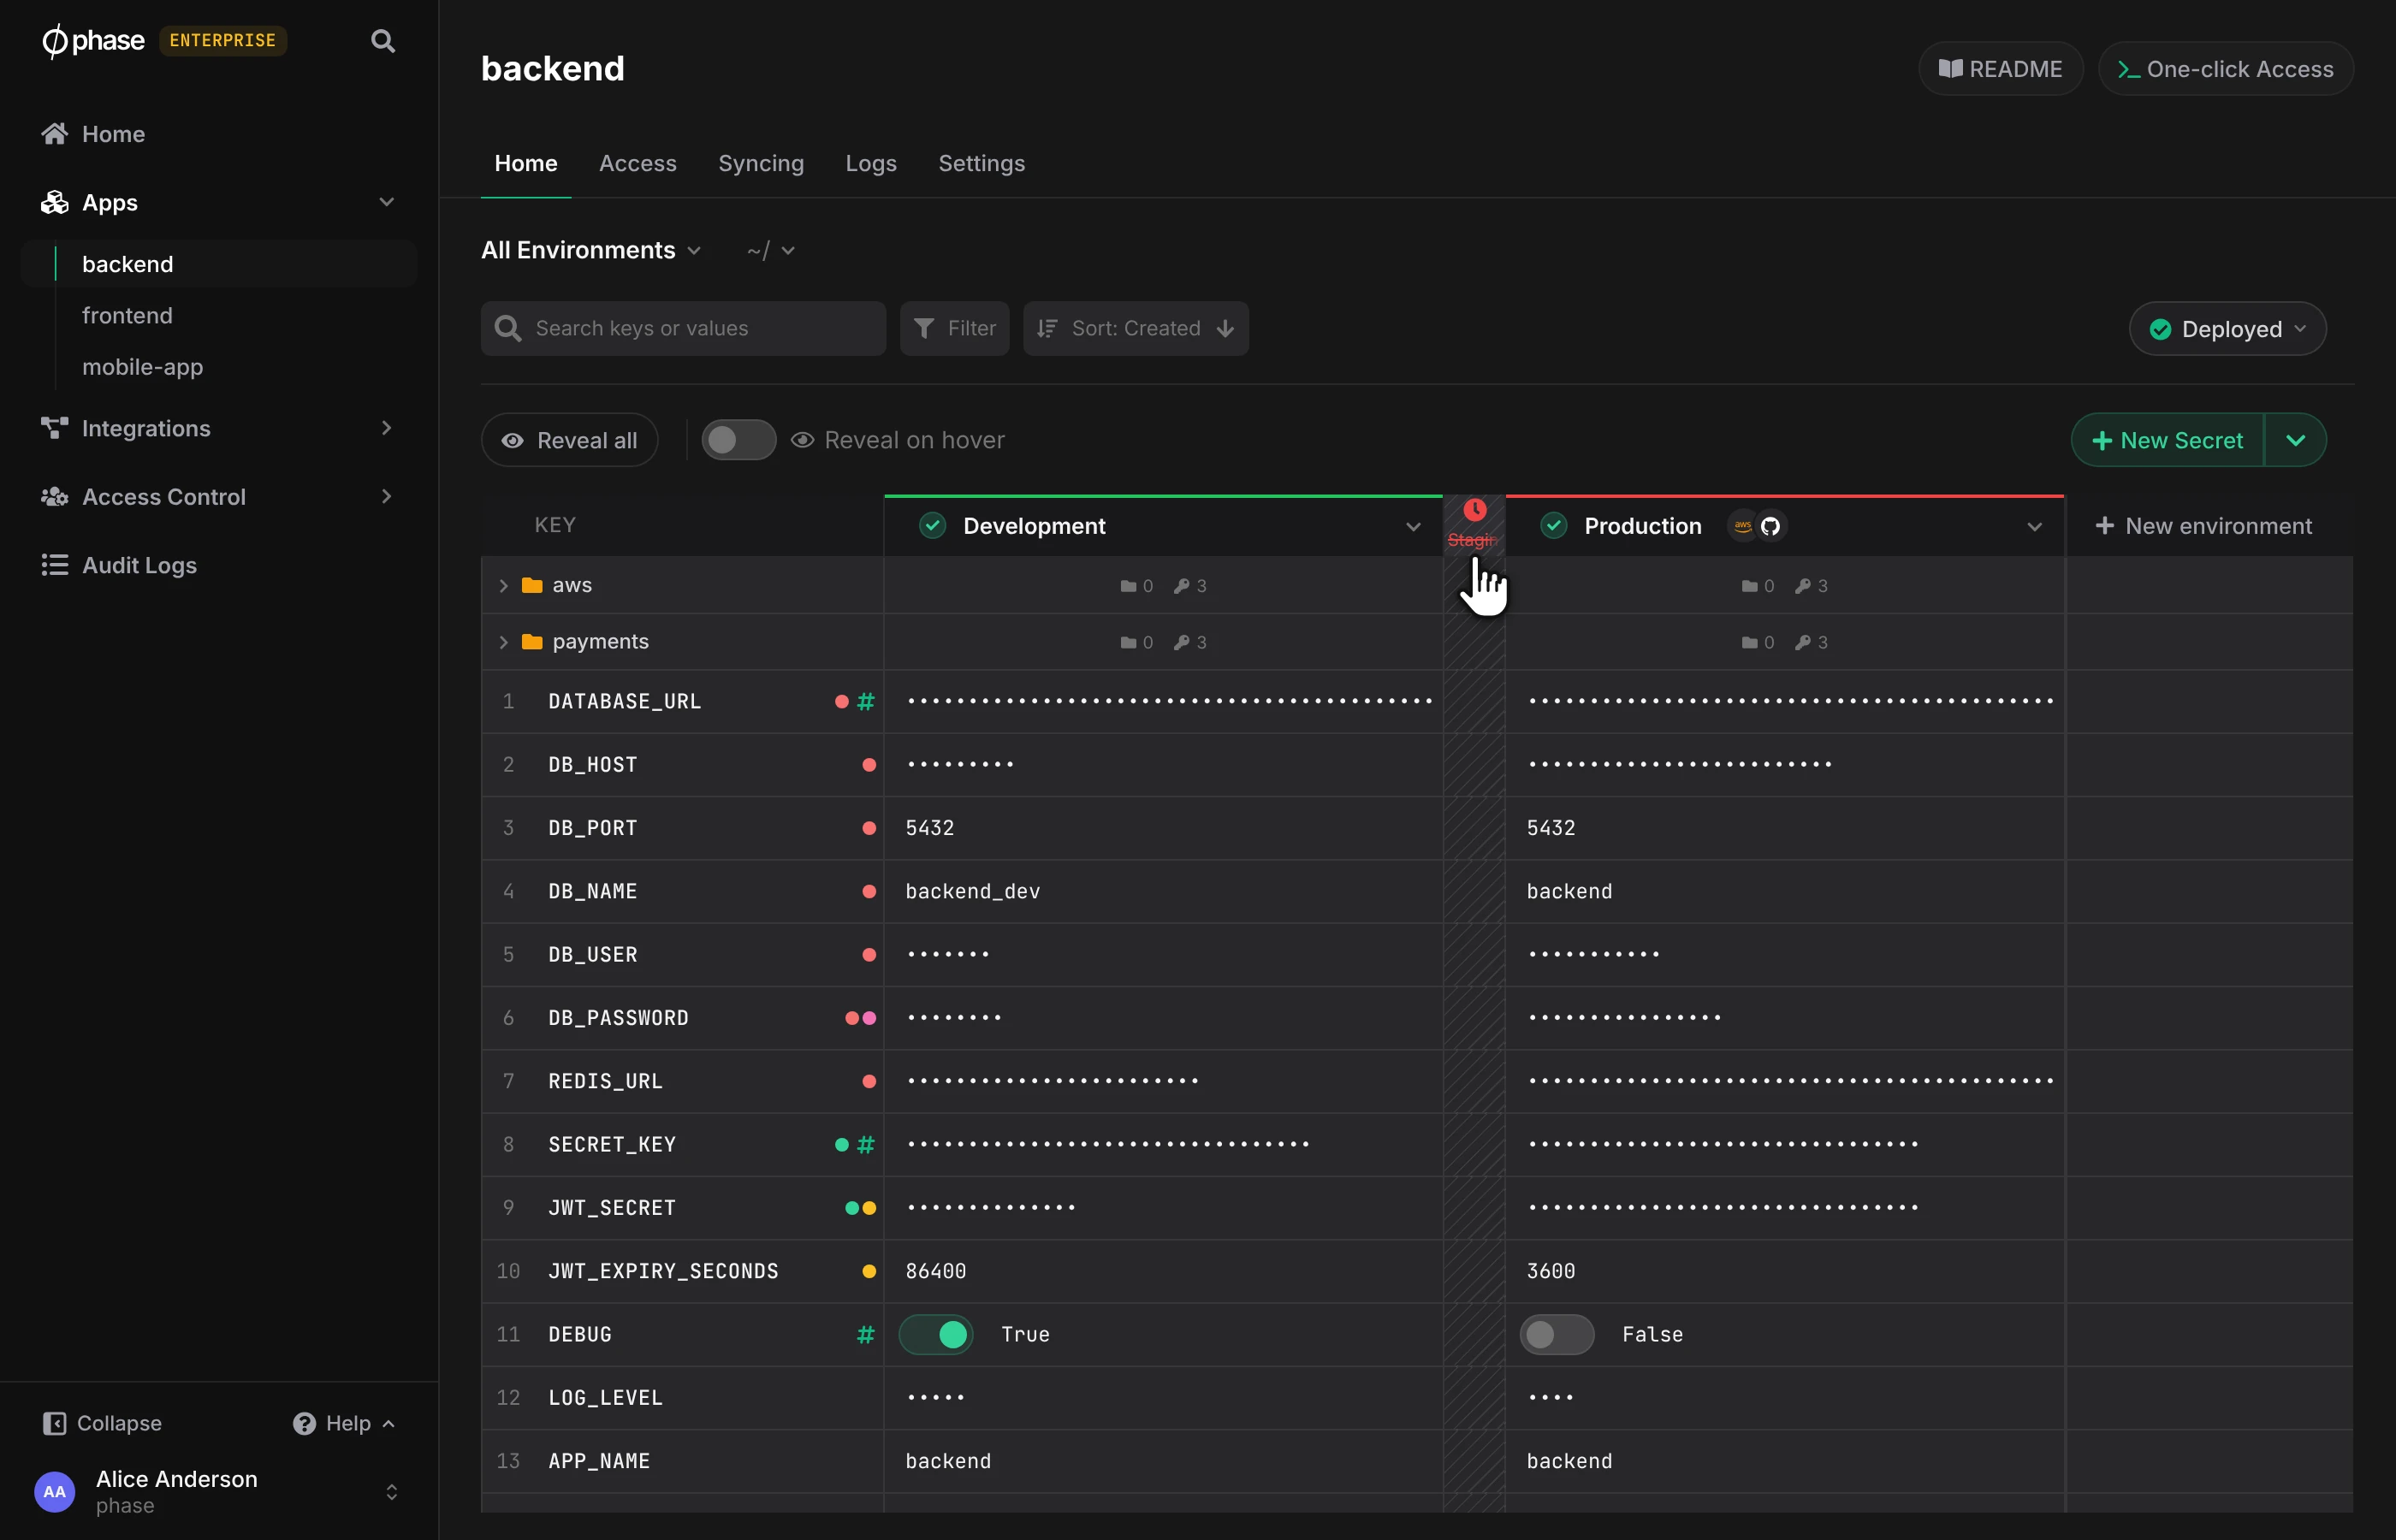 phase ENTERPRISE
Home
Apps
backend
frontend
mobile-app
Integrations
Access Control
Audit Logs
Collapse
Help
AA
Alice Anderson
phase
backend
README
One-click Access
Home Access Syncing Logs Settings
All Environments ~/
Search keys or values
Filter
Sort: Created
Deployed
Reveal all
Reveal on hover
+ New Secret
KEY
Development
Production aws
+ New environment
aws 0 3 0 3
payments 0 3 0 3
1 DATABASE_URL #
2 DB_HOST
3 DB_PORT 5432 5432
4 DB_NAME backend_dev backend
5 DB_USER
6 DB_PASSWORD
7 REDIS_URL
8 SECRET_KEY #
9 JWT_SECRET
10 JWT_EXPIRY_SECONDS 86400 3600
11 DEBUG # True False
12 LOG_LEVEL
13 APP_NAME backend backend